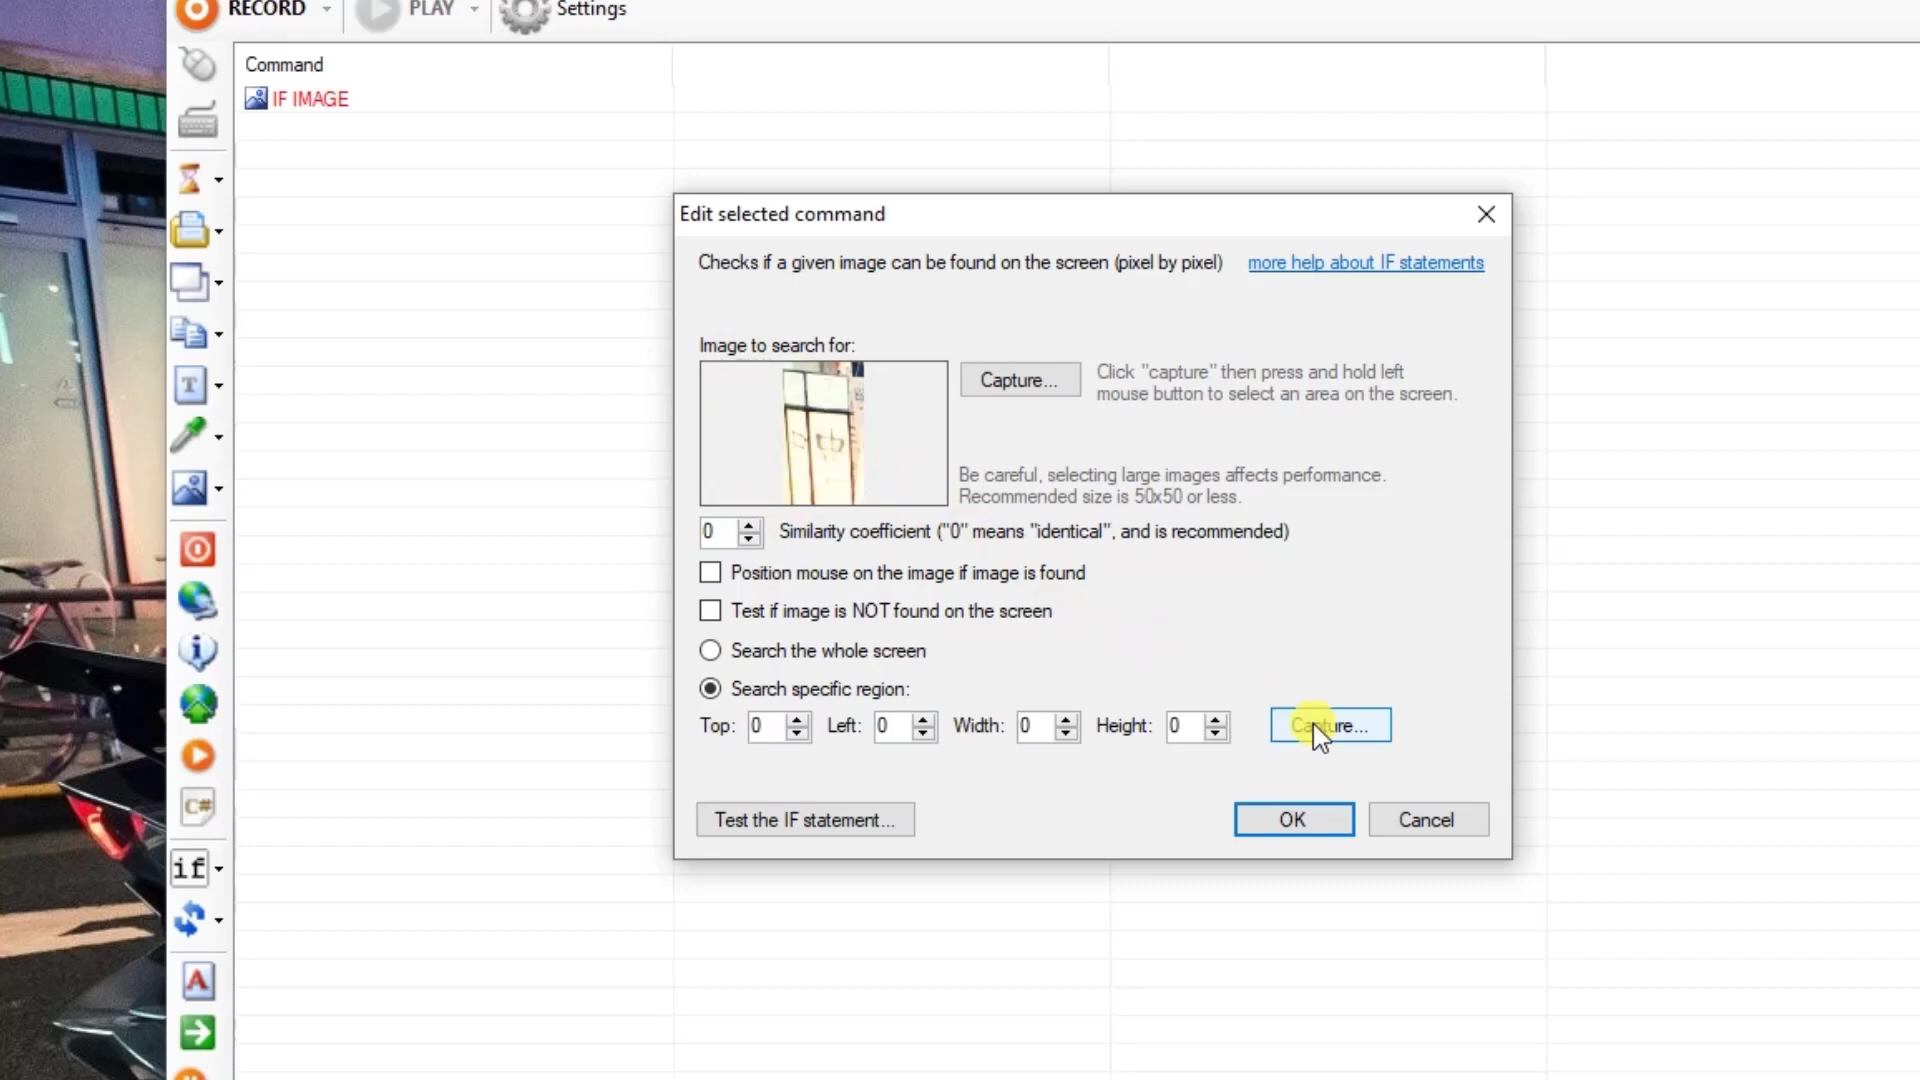 RECORD PLAY Settings
Command
IF IMAGE
Edit selected command
Checks if a given image can be found on the screen (pixel by pixel) more help about IF statements
Image to search for:
Capture... Click "capture" then press and hold left
mouse button to select an area on the screen.
Be careful, selecting large images affects performance.
Recommended size is 50x50 or less.
0 Similarity coefficient ("0" means "identical", and is recommended)
Position mouse on the image if image is found
Test if image is NOT found on the screen
Search the whole screen
Search specific region:
Top: 0 Left: 0 Width: 0 Height: 0 Capture...
Test the IF statement... OK Cancel
T
C#
if
A